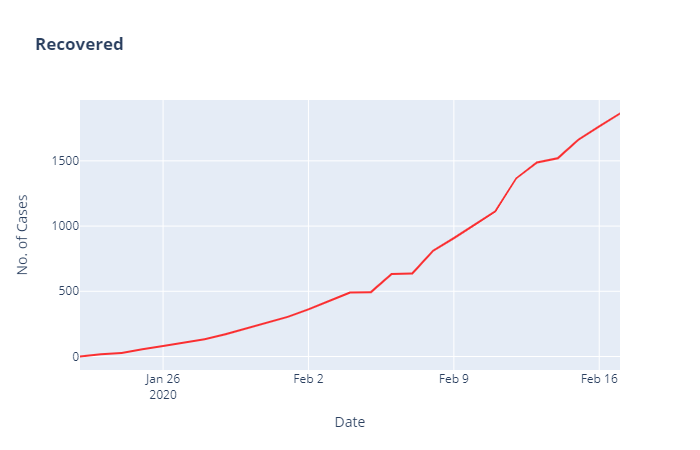 Recovered
No. of Cases
1500
1000
500
0
Jan 26
2020
Feb 2
Feb 9
Feb 16
Date